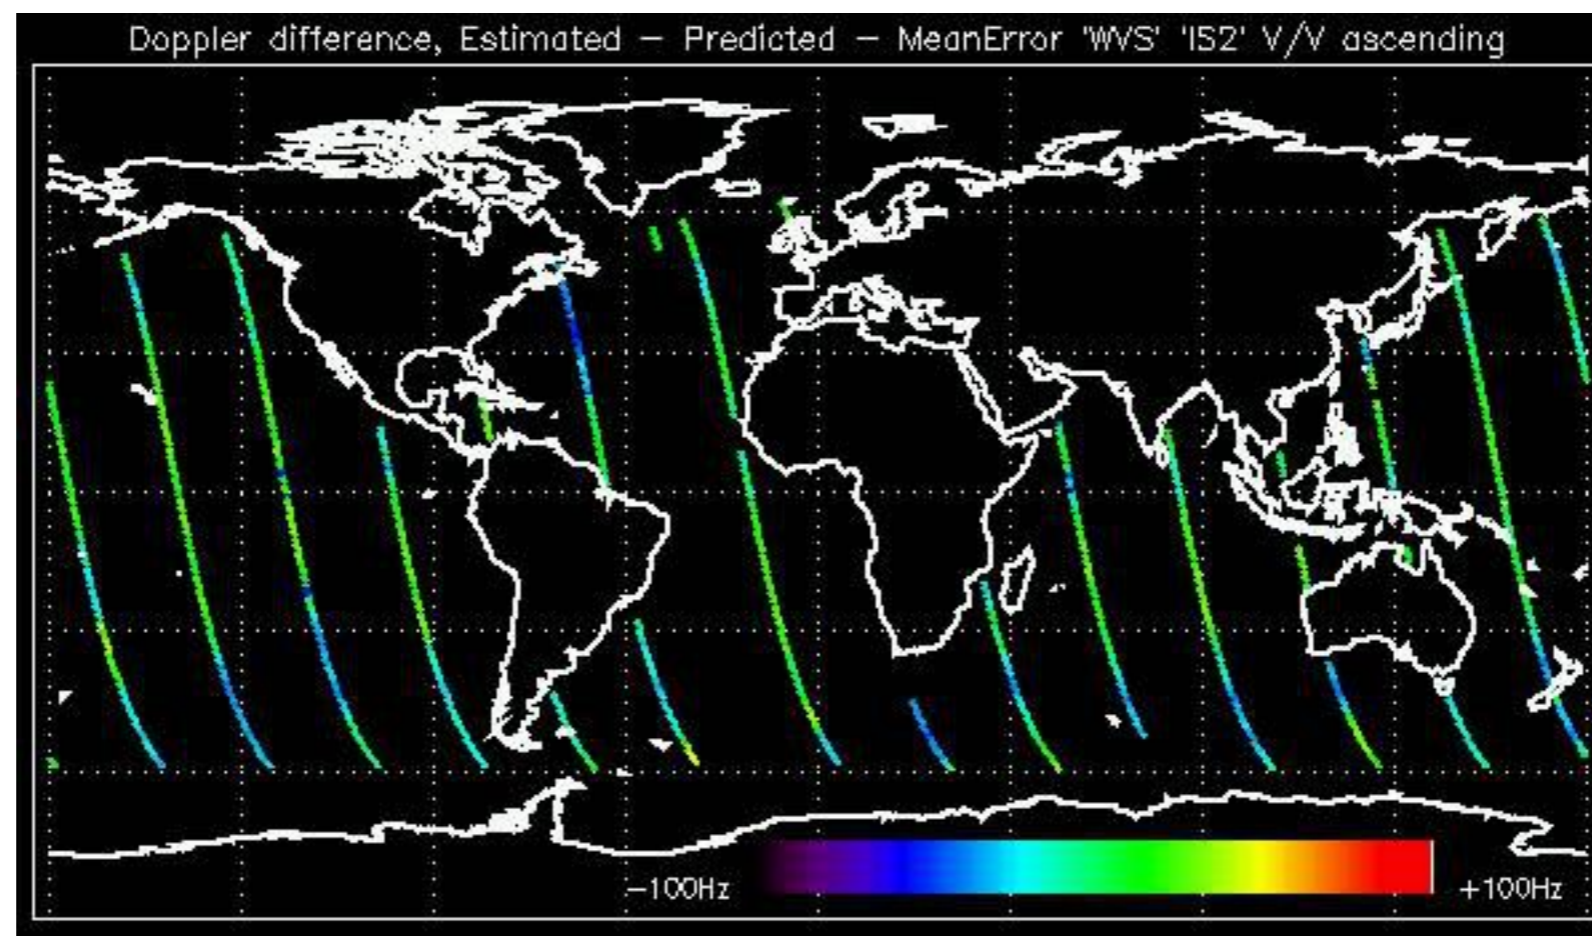 Doppler difference, Estimated – Predicted – MeanError 'WVS' 'IS2' V/V ascending
–100Hz
+100Hz